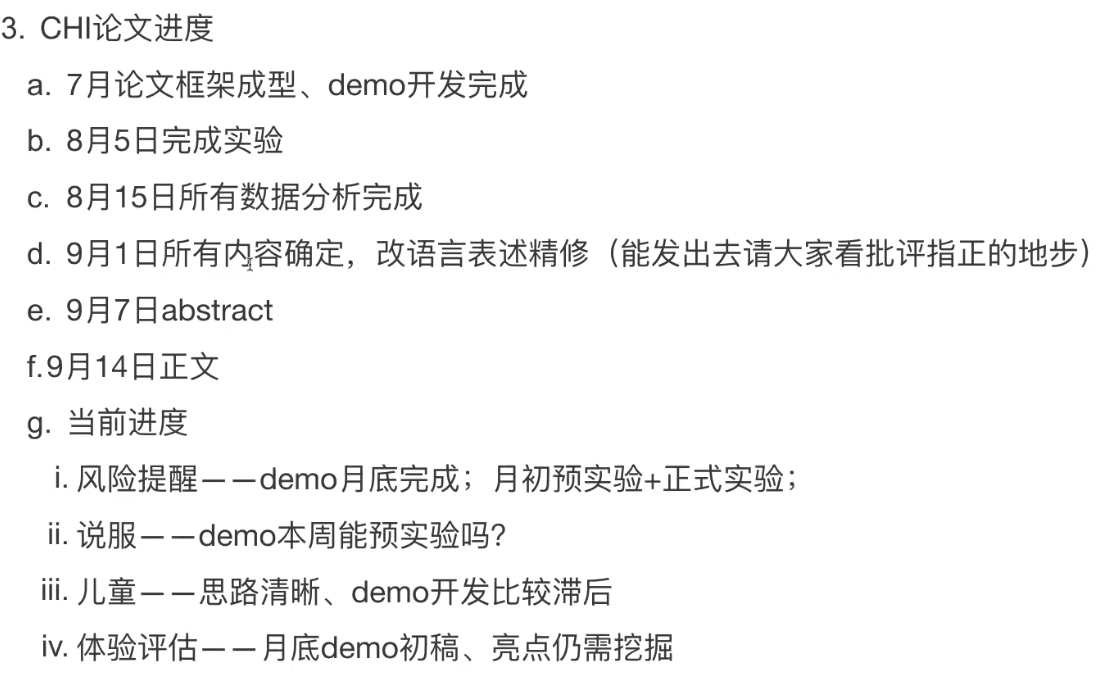 3. CHI论文进度
a. 7月论文框架成型、demo开发完成
b. 8月5日完成实验
c. 8月15日所有数据分析完成
d. 9月1日所有内容确定，改语言表述精修（能发出去请大家看批评指正的地步）
e. 9月7日abstract
f.9月14日正文
g. 当前进度
i. 风险提醒——demo月底完成；月初预实验+正式实验；
ii. 说服——demo本周能预实验吗？
iii. 儿童——思路清晰、demo开发比较滞后
iv. 体验评估——月底demo初稿、亮点仍需挖掘